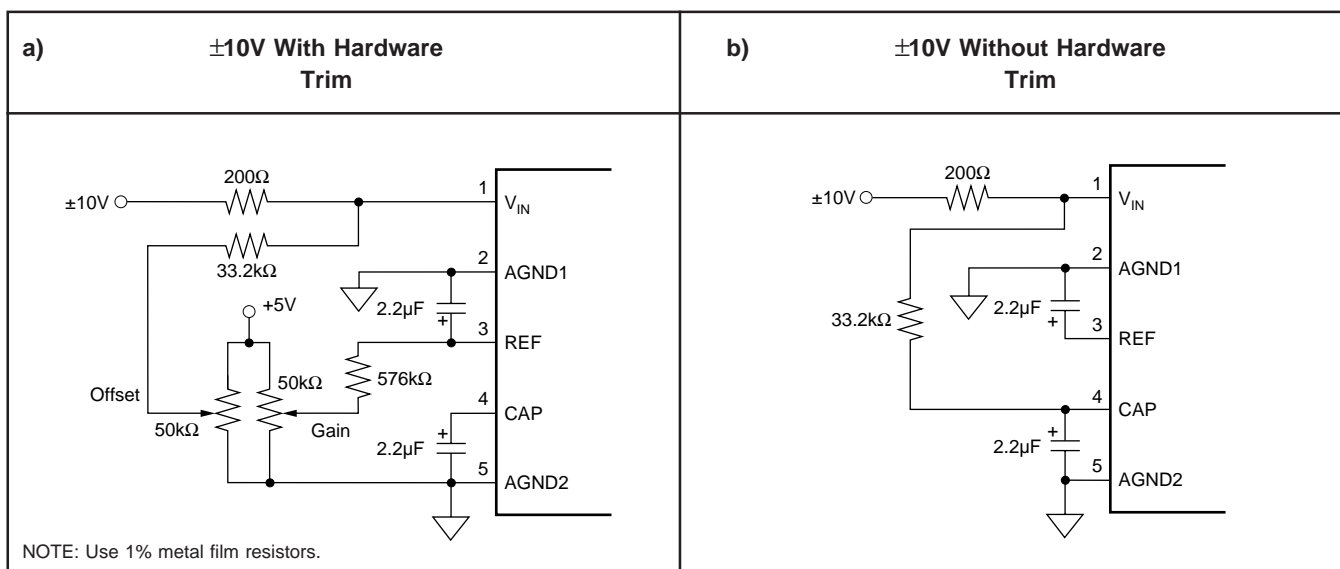 a)
±10V With Hardware
Trim
b)
±10V Without Hardware
Trim
200Ω
±10V
33.2kΩ
+5V
Offset
50kΩ
50kΩ
Gain
576kΩ
2.2µF
+
+
2.2µF
1
VIN
2
AGND1
3
REF
4
CAP
5
AGND2
NOTE: Use 1% metal film resistors.
200Ω
±10V
33.2kΩ
2.2µF
+
+
2.2µF
1
VIN
2
AGND1
3
REF
4
CAP
5
AGND2